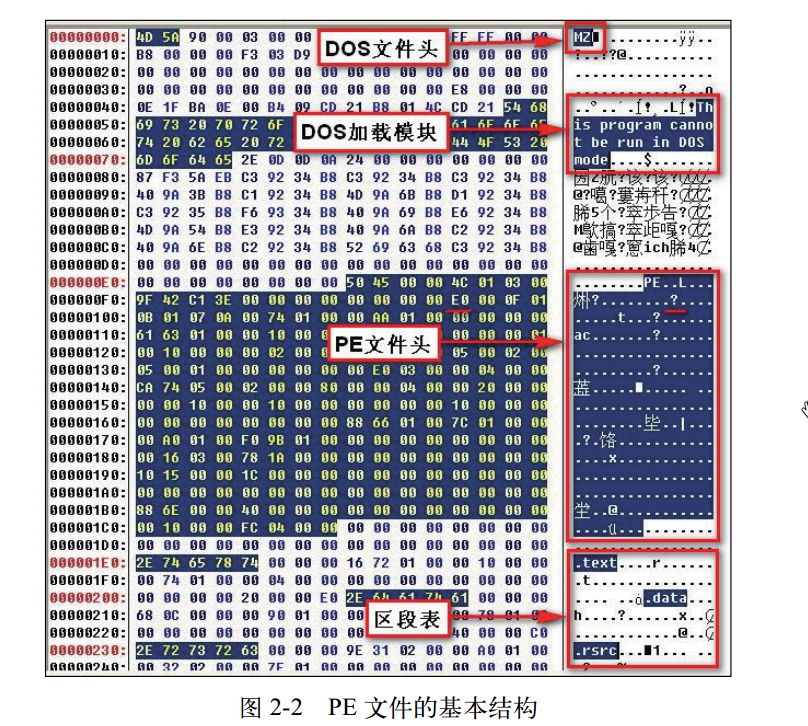 00000000: 4D 5A 90 00 03 00 00 DOS文件头 FF FF 00 00 MZ
00000010: B8 00 00 00 F3 03 D9
00000020: 00 00 00 00 00 00 00 00 00 00 00 00 00
00000030: 00 00 00 00 00 00 00 00 00 00 00 00 E8 00 00 00
00000040: 0E 1F BA 0E 00 B4 09 CD 21 B8 01 4C CD 21 54 68 Th
00000050: 69 73 20 70 72 6F DOS加载模块 61 6E 6E 6F is program canno
00000060: 74 20 62 65 20 72 44 4F 53 20 t be run in DOS
00000070: 6D 6F 64 65 2E 0D 0D 0A 24 00 00 00 00 00 00 00 mode....$.......
00000080: 87 F3 5A EB C3 92 34 B8 C3 92 34 B8 C3 92 34 B8
00000090: 40 9A 3B B8 C1 92 34 B8 4D 9A 6B B8 D1 92 34 B8
000000A0: C3 92 35 B8 F6 93 34 B8 40 9A 69 B8 E6 92 34 B8
000000B0: 4D 9A 54 B8 E3 92 34 B8 40 9A 6A B8 C2 92 34 B8
000000C0: 40 9A 6E B8 C2 92 34 B8 52 69 63 68 C3 92 34 B8
000000D0: 00 00 00 00 00 00 00 00 00 00 00 00 00 00 00 00
000000E0: 00 00 00 00 00 00 00 00 50 45 00 00 4C 01 03 00 ........PE..L...
000000F0: 9F 42 C1 3E 00 00 00 00 00 00 00 00 E0 00 0F 01
00000100: 0B 01 07 0A 00 74 01 00 00 AA 01 00 00 00 00 00 .....t..........
00000110: 61 63 01 00 00 10 00 00 00 00 01 ac
00000120: 00 10 00 00 00 02 00 05 00 02 00
PE文件头
00000130: 05 00 01 00 00 00 00 00 00 E0 03 00 00 04 00 00
00000140: CA 74 05 00 02 00 00 80 00 00 04 00 00 20 00 00 蓝
00000150: 00 00 10 00 00 10 00 00 00 00 00 00 10 00 00 00
00000160: 00 00 00 00 00 00 00 00 88 66 01 00 7C 01 00 00
00000170: 00 A0 01 00 F0 9B 01 00 00 00 00 00 00 00 00 00
00000180: 00 16 03 00 78 1A 00 00 00 00 00 00 00 00 00 00 ....x...........
00000190: 10 15 00 00 1C 00 00 00 00 00 00 00 00 00 00 00
000001A0: 00 00 00 00 00 00 00 00 00 00 00 00 00 00 00 00
000001B0: 88 6E 00 00 40 00 00 00 00 00 00 00 00 00 00 00
000001C0: 00 10 00 00 FC 04 00 00 00 00 00 00 00 00 00 00
000001D0: 00 00 00 00 00 00 00 00 00 00 00 00 00 00 00 00
000001E0: 2E 74 65 78 74 00 00 00 16 72 01 00 00 10 00 00 .text....r......
000001F0: 00 74 01 00 00 04 00 00 00 00 00 00 00 00 00 00 .t..............
00000200: 00 00 00 00 20 00 00 E0 2E 64 61 74 61 00 00 00 .data...
00000210: 68 0C 00 00 00 90 01 00 00
区段表
00000220: 00 00 00 00 00 00 00 40 00 00 C0
00000230: 2E 72 73 72 63 00 00 00 9E 31 02 00 00 A0 01 00 .rsrc
00000240: 00 32 02 00 00 7E 01 00 00 00 00 00 00 00 00 00
图 2-2 PE 文件的基本结构